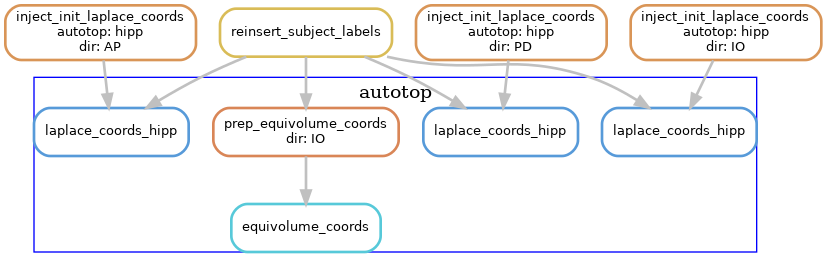 inject_init_laplace_coords
autotop: hipp
dir: AP
reinsert_subject_labels
inject_init_laplace_coords
autotop: hipp
dir: PD
inject_init_laplace_coords
autotop: hipp
dir: IO
autotop
laplace_coords_hipp
prep_equivolume_coords
dir: IO
laplace_coords_hipp
laplace_coords_hipp
equivolume_coords